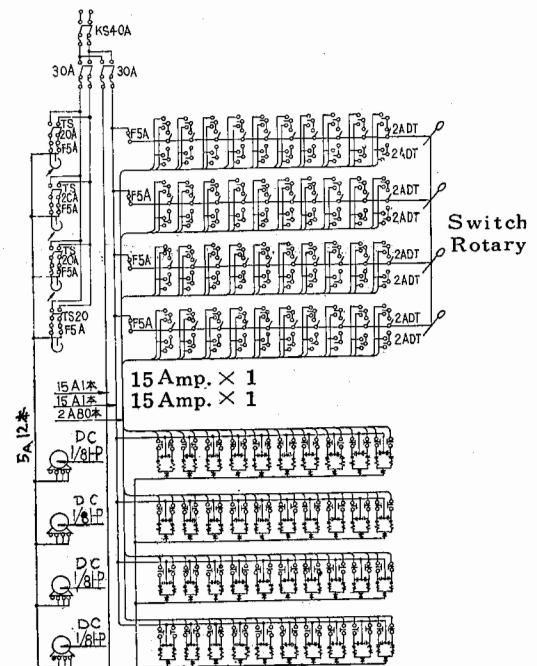 KS40A
30A 30A
TS
20A
F5A
F5A
2ADT
2ADT
TS
20A
F5A
F5A
2ADT
2ADT
Switch
Rotary
TS
20A
F5A
F5A
2ADT
2ADT
TS20
F5A
F5A
2ADT
2ADT
15A1本
15A1本
2A80本
15 Amp. × 1
15 Amp. × 1
5A12本
DC
1/8HP
DC
1/8HP
DC
1/8HP
DC
1/8HP